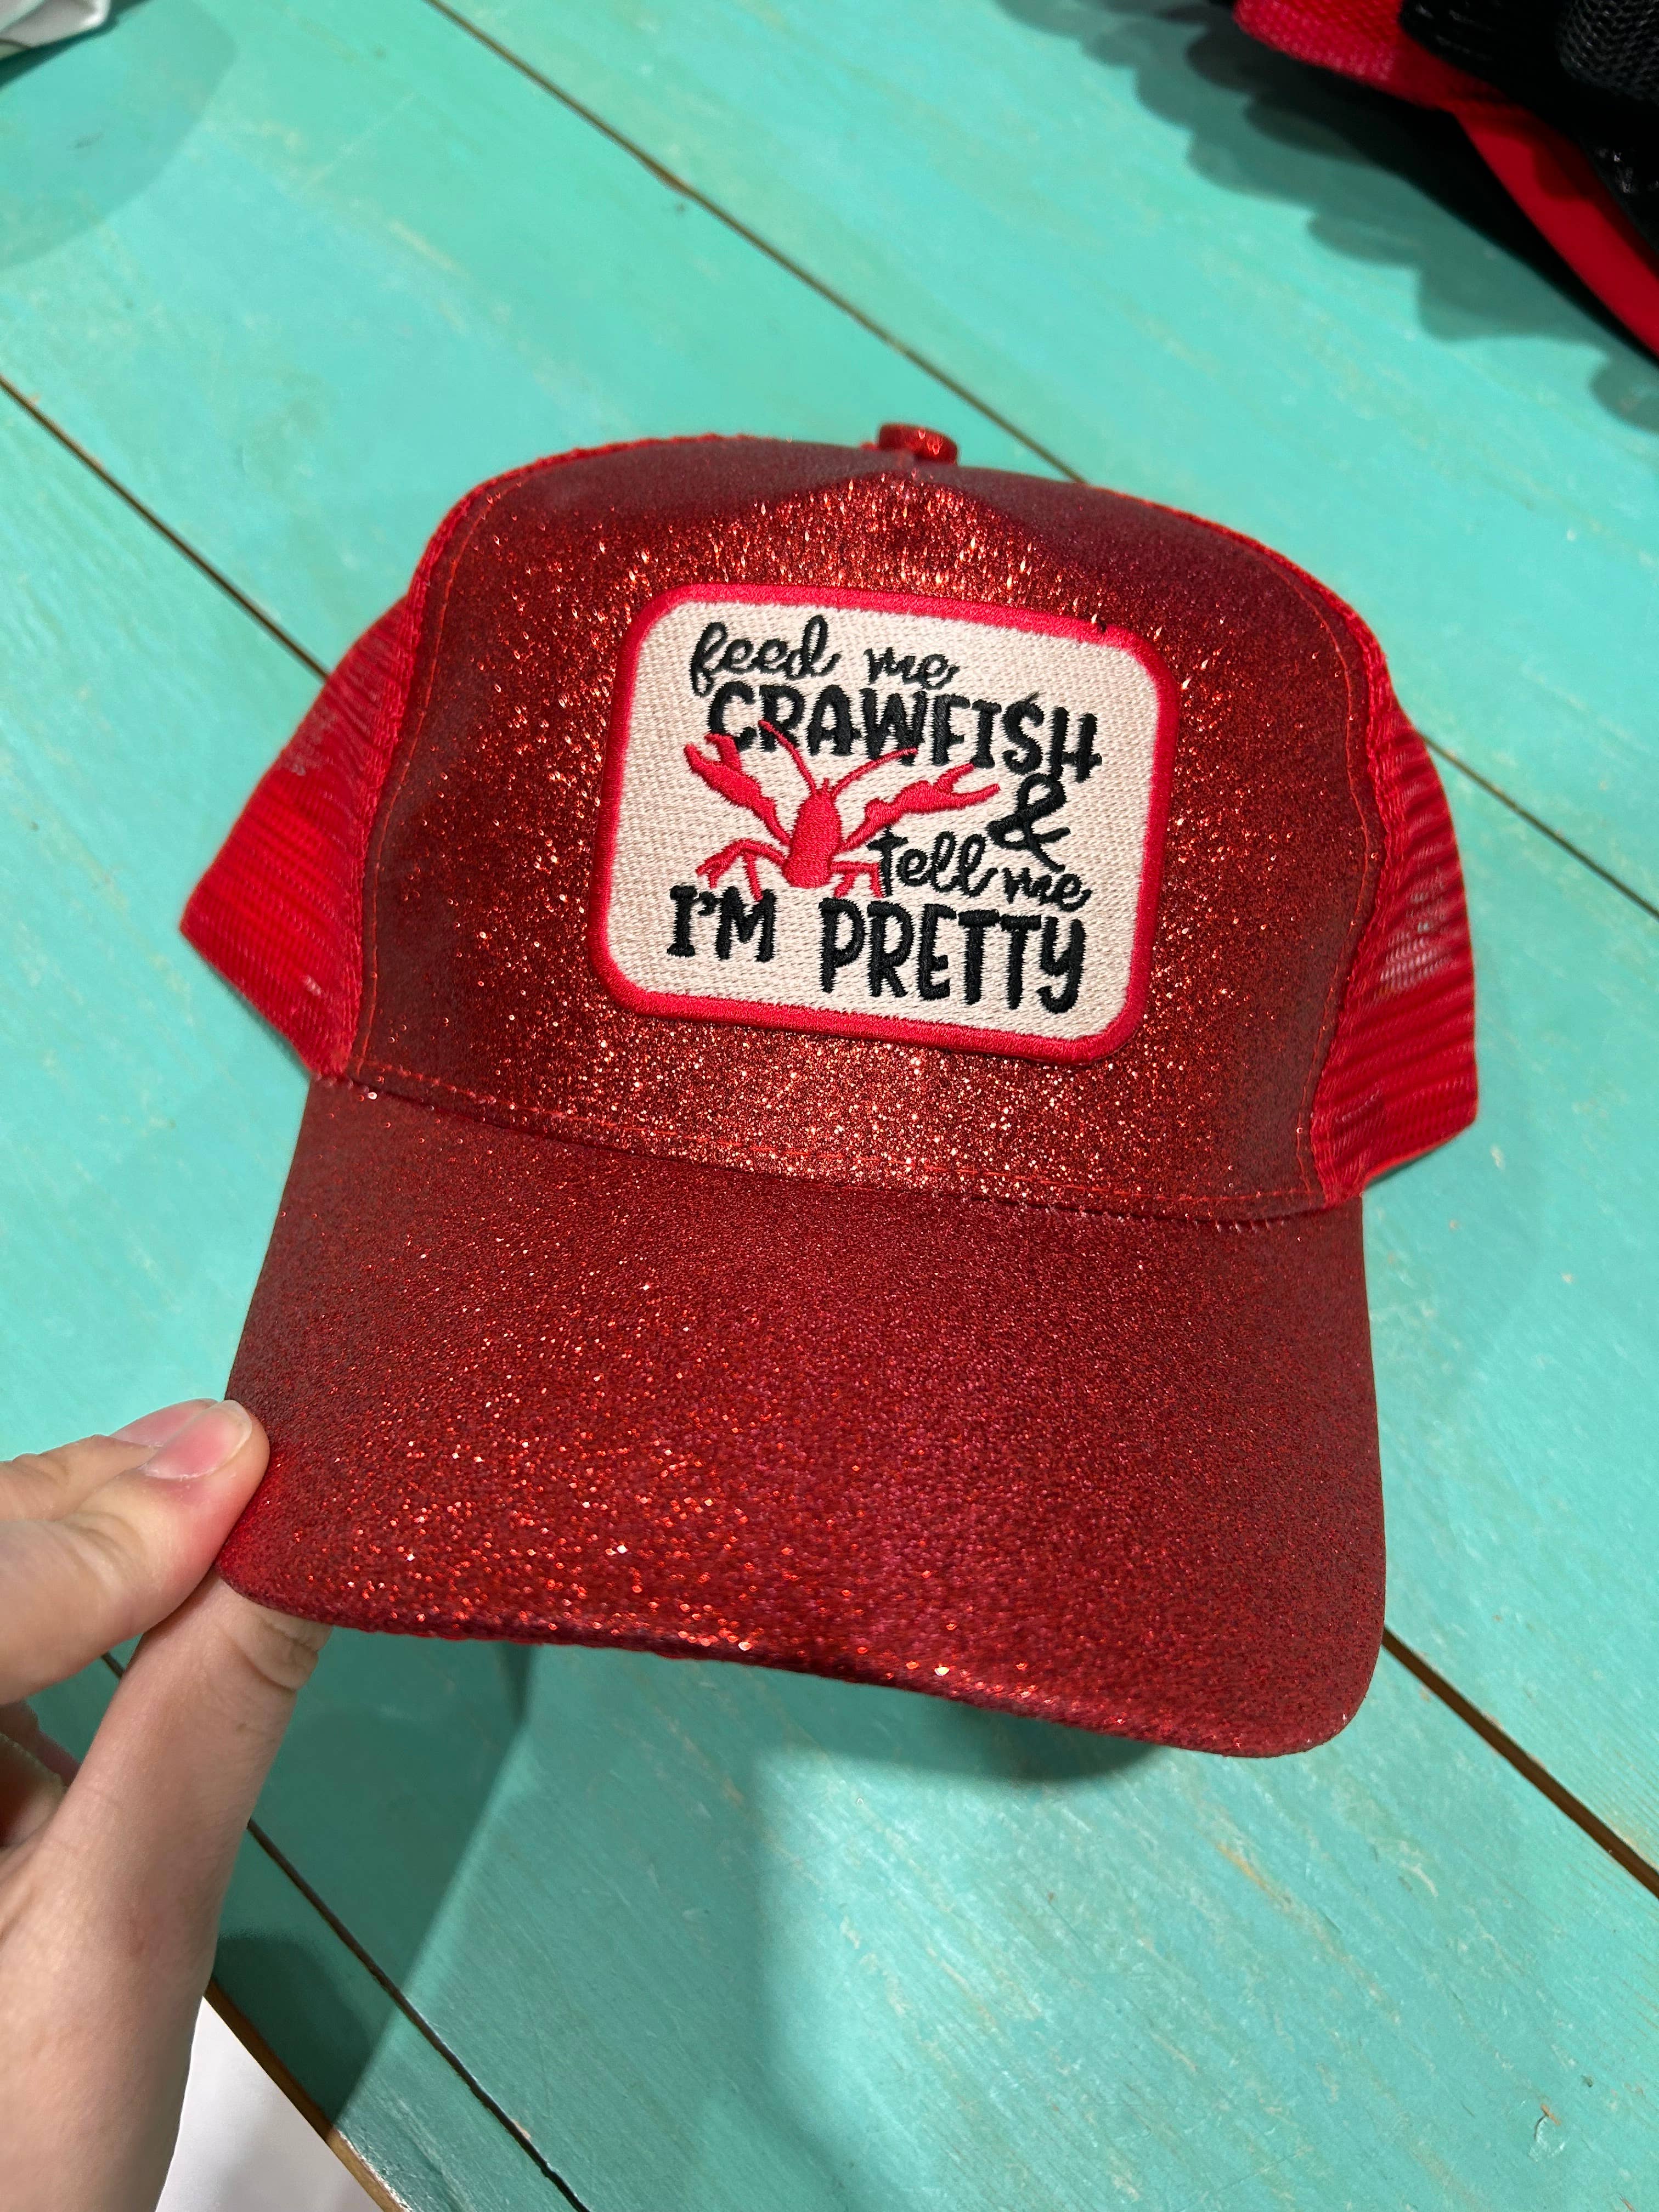 feed me
CRAWFISH
&
tell me
I'M PRETTY